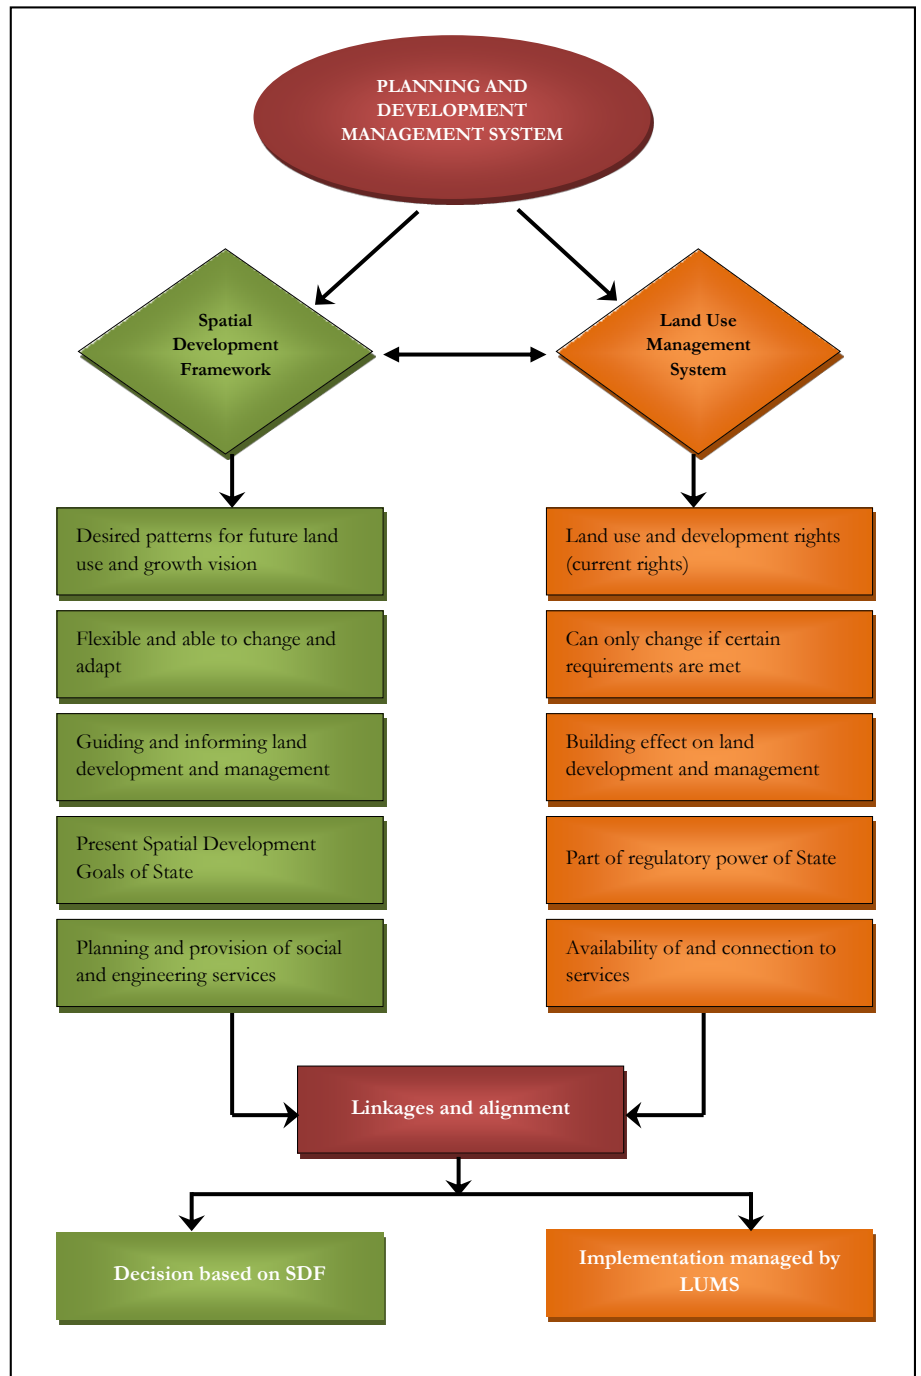 PLANNING AND
DEVELOPMENT
MANAGEMENT SYSTEM
Spatial
Development
Framework
Land Use
Management
System
Desired patterns for future land
use and growth vision
Flexible and able to change and
adapt
Guiding and informing land
development and management
Present Spatial Development
Goals of State
Planning and provision of social
and engineering services
Land use and development rights
(current rights)
Can only change if certain
requirements are met
Building effect on land
development and management
Part of regulatory power of State
Availability of and connection to
services
Linkages and alignment
Decision based on SDF
Implementation managed by
LUMS